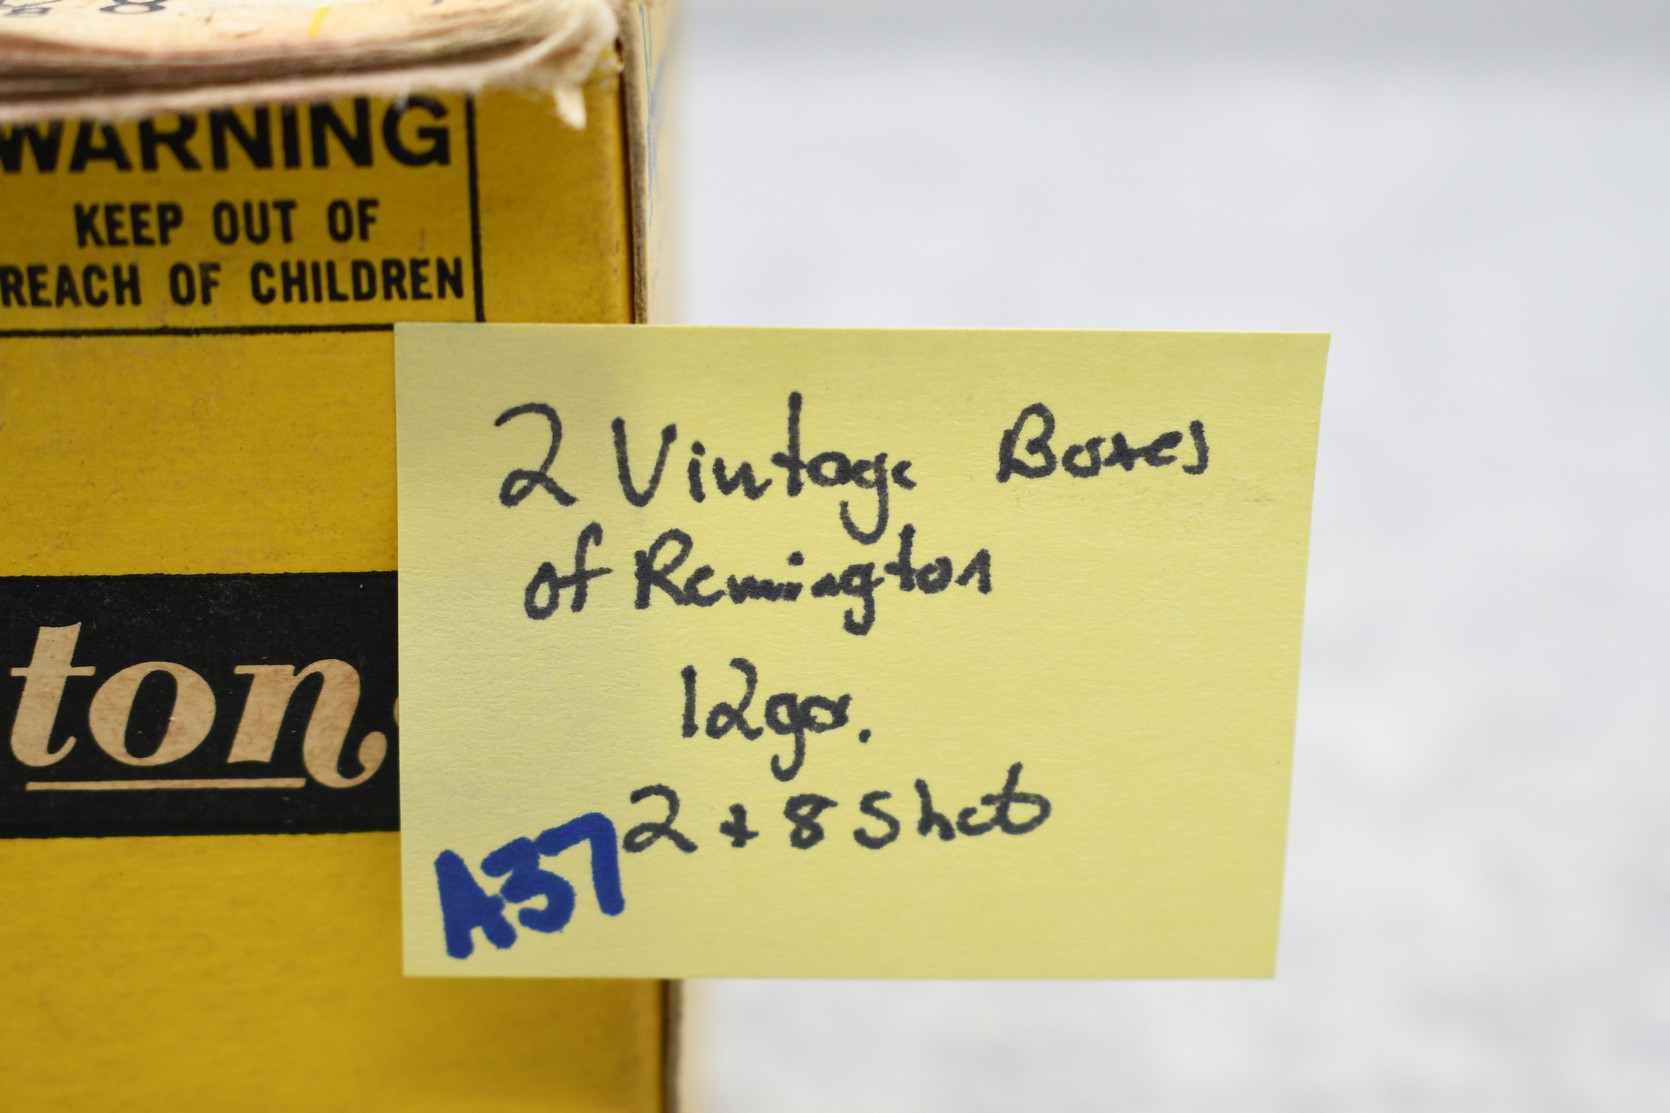 WARNING
KEEP OUT OF
REACH OF CHILDREN
ton
2 Vintage Boxes
of Remington
12ga.
2 + 8 Shot
A37